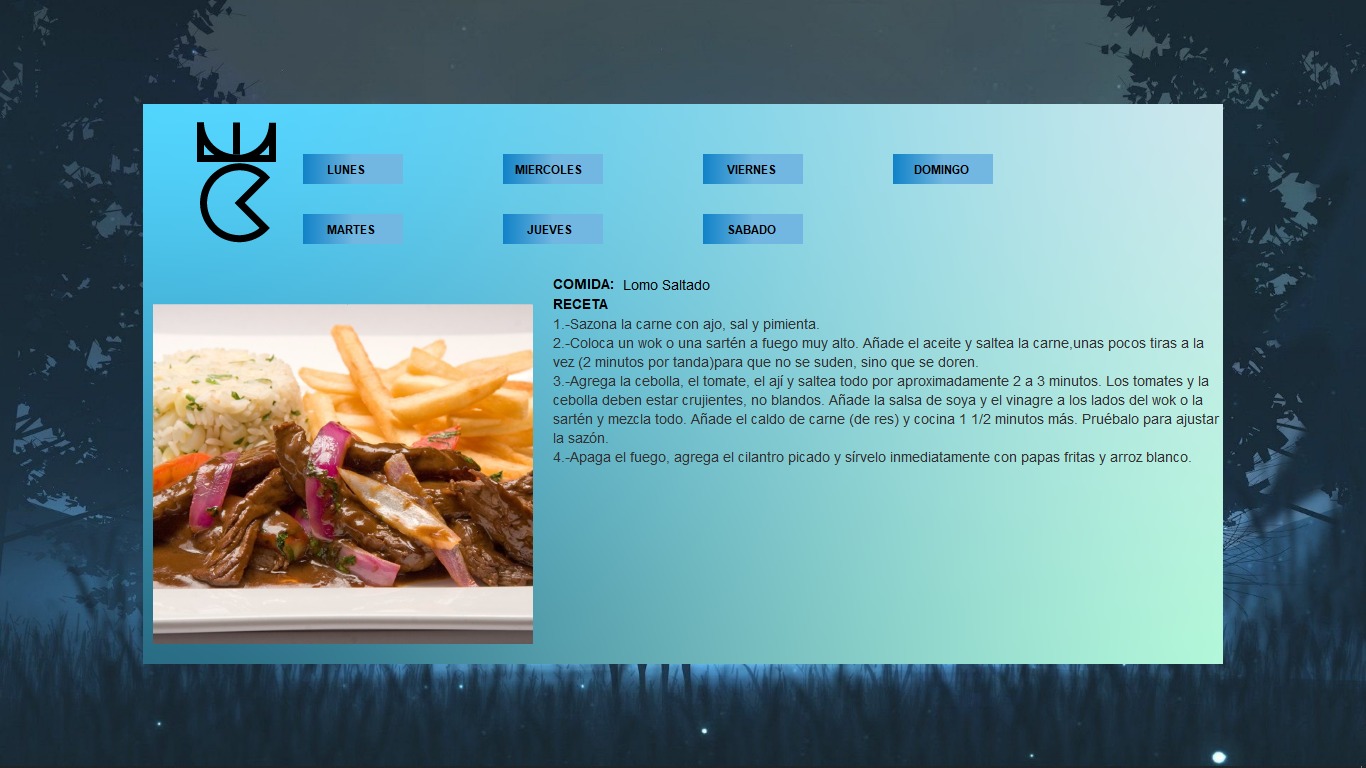 LUNES
MIERCOLES
VIERNES
DOMINGO
MARTES
JUEVES
SABADO
COMIDA: Lomo Saltado
RECETA
1.-Sazona la carne con ajo, sal y pimienta.
2.-Coloca un wok o una sartén a fuego muy alto. Añade el aceite y saltea la carne,unas pocos tiras a la
vez (2 minutos por tanda)para que no se suden, sino que se doren.
3.-Agrega la cebolla, el tomate, el ají y saltea todo por aproximadamente 2 a 3 minutos. Los tomates y la
cebolla deben estar crujientes, no blandos. Añade la salsa de soya y el vinagre a los lados del wok o la
sartén y mezcla todo. Añade el caldo de carne (de res) y cocina 1 1/2 minutos más. Pruébalo para ajustar
la sazón.
4.-Apaga el fuego, agrega el cilantro picado y sírvelo inmediatamente con papas fritas y arroz blanco.